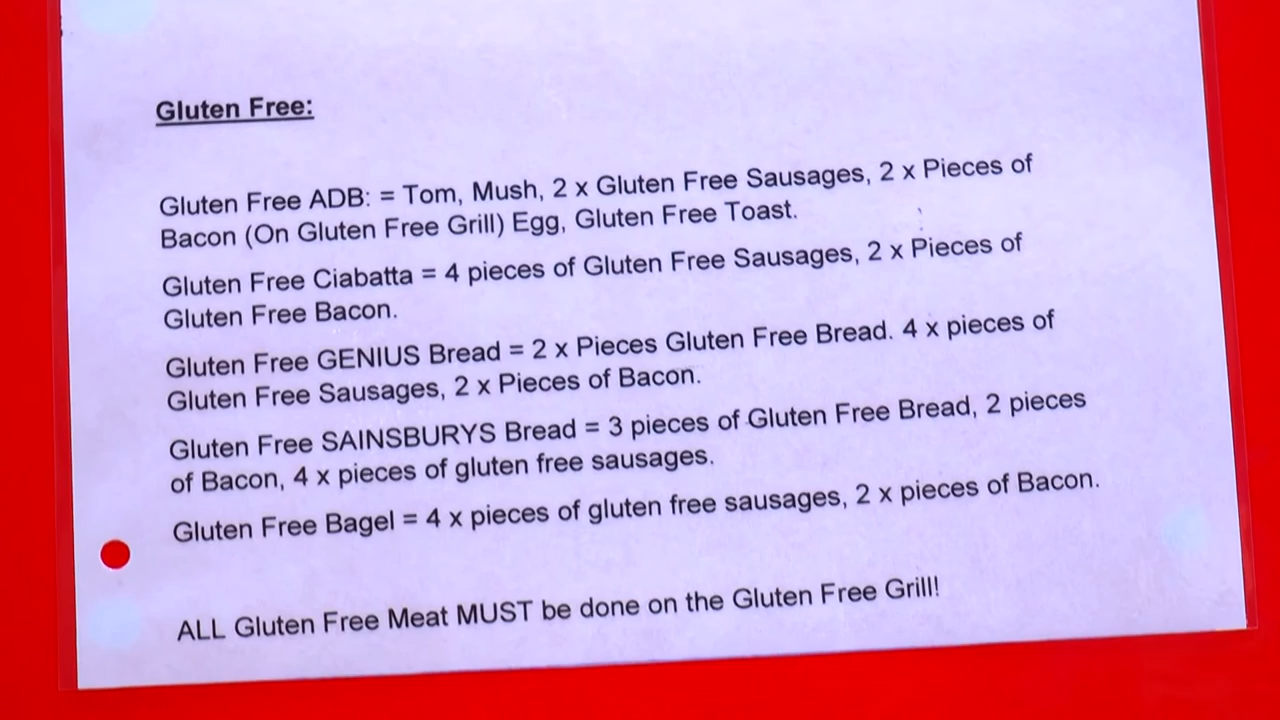 Gluten Free:
Gluten Free ADB: = Tom, Mush, 2 x Gluten Free Sausages, 2 x Pieces of
Bacon (On Gluten Free Grill) Egg, Gluten Free Toast.
Gluten Free Ciabatta = 4 pieces of Gluten Free Sausages, 2 x Pieces of
Gluten Free Bacon.
Gluten Free GENIUS Bread = 2 x Pieces Gluten Free Bread. 4 x pieces of
Gluten Free Sausages, 2 x Pieces of Bacon.
Gluten Free SAINSBURYS Bread = 3 pieces of Gluten Free Bread, 2 pieces
of Bacon, 4 x pieces of gluten free sausages.
Gluten Free Bagel = 4 x pieces of gluten free sausages, 2 x pieces of Bacon.
ALL Gluten Free Meat MUST be done on the Gluten Free Grill!